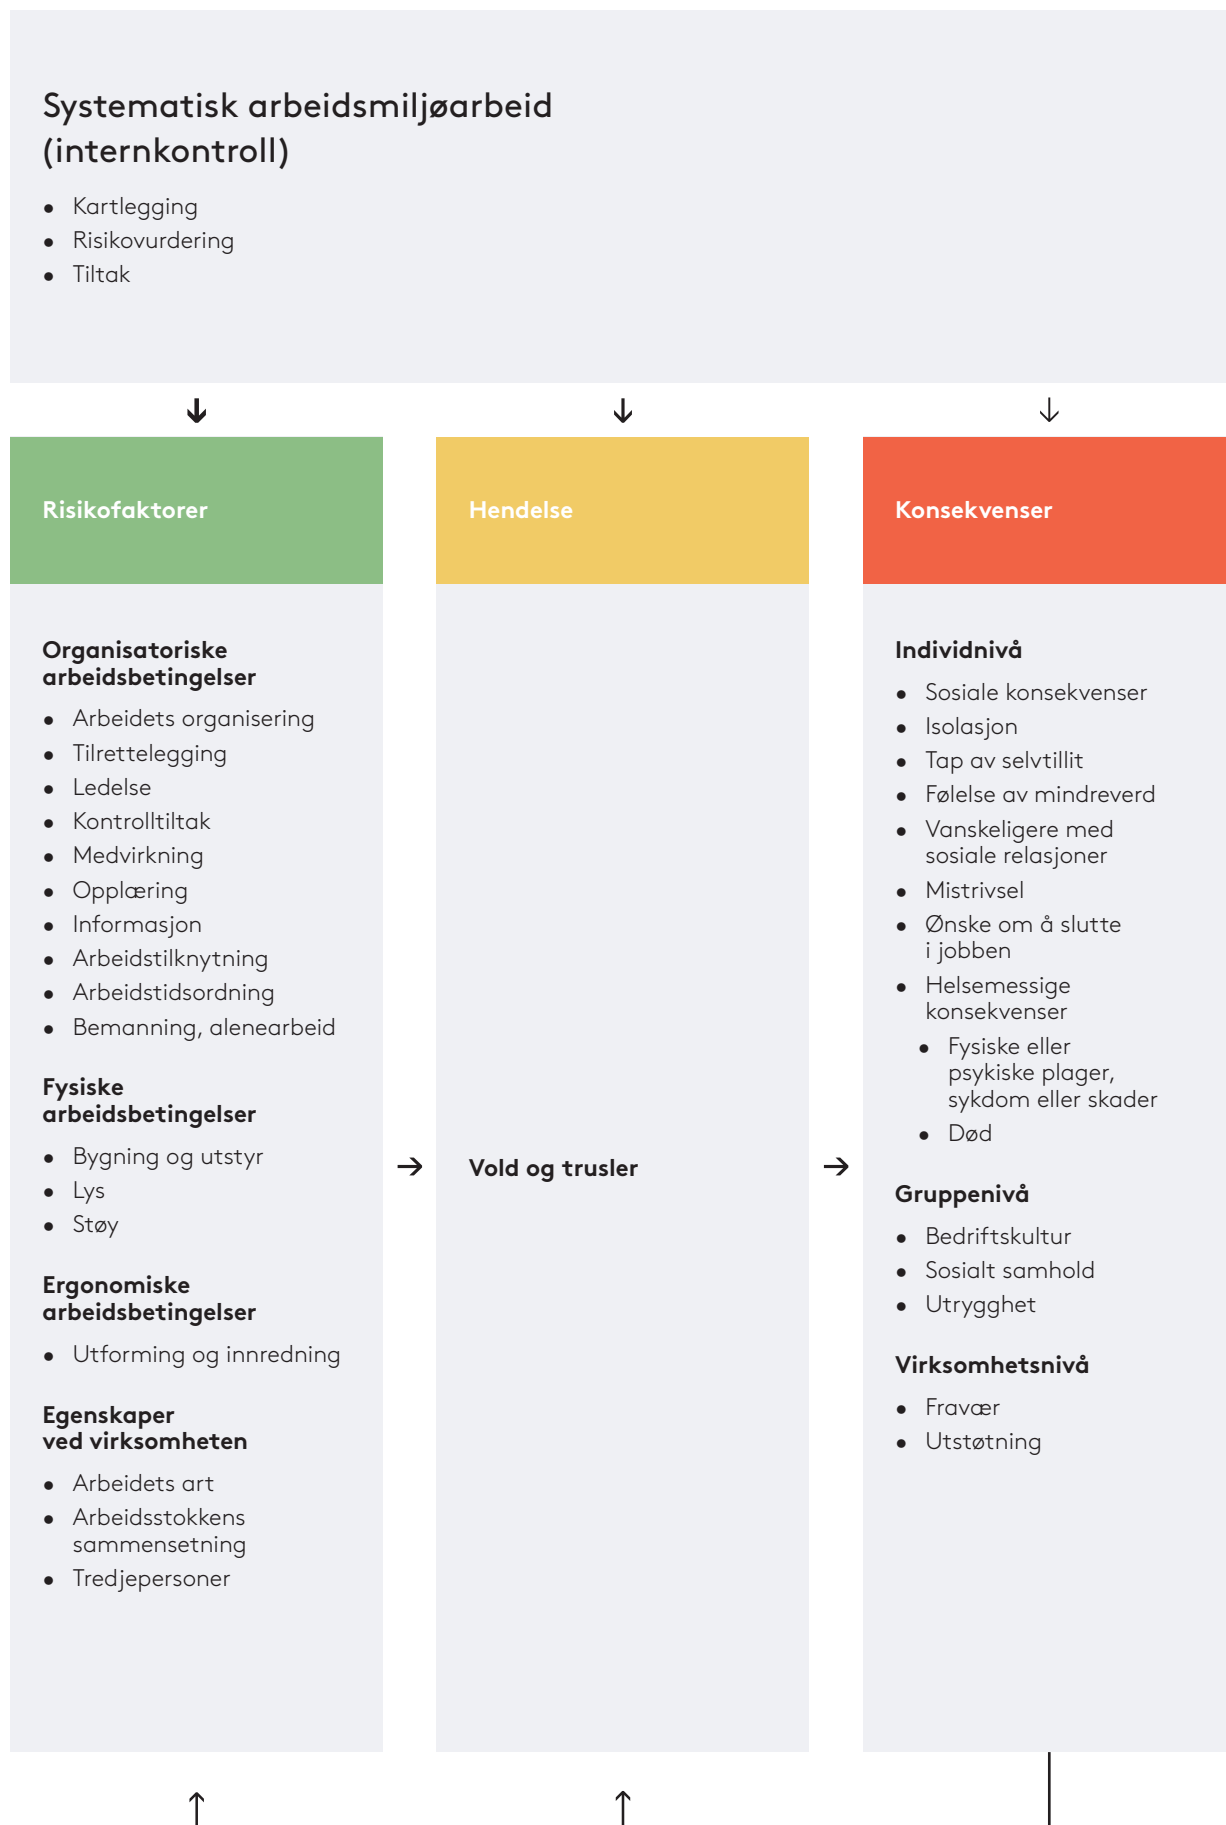 Systematisk arbeidsmiljøarbeid
(internkontroll)
• Kartlegging
• Risikovurdering
• Tiltak
Risikofaktorer
Organisatoriske
arbeidsbetingelser
• Arbeidets organisering
• Tilrettelegging
• Ledelse
• Kontrolltiltak
• Medvirkning
• Opplæring
• Informasjon
• Arbeidstilknytning
• Arbeidstidsordning
• Bemanning, alenearbeid
Fysiske
arbeidsbetingelser
• Bygning og utstyr
• Lys
• Støy
Ergonomiske
arbeidsbetingelser
• Utforming og innredning
Egenskaper
ved virksomheten
• Arbeidets art
• Arbeidsstokkens
sammensetning
• Tredjepersoner
Hendelse
Vold og trusler
Konsekvenser
Individnivå
• Sosiale konsekvenser
• Isolasjon
• Tap av selvtillit
• Følelse av mindreverd
• Vanskeligere med
sosiale relasjoner
• Mistrivsel
• Ønske om å slutte
i jobben
• Helsemessige
konsekvenser
• Fysiske eller
psykiske plager,
sykdom eller skader
• Død
Gruppenivå
• Bedriftskultur
• Sosialt samhold
• Utrygghet
Virksomhetsnivå
• Fravær
• Utstøtning